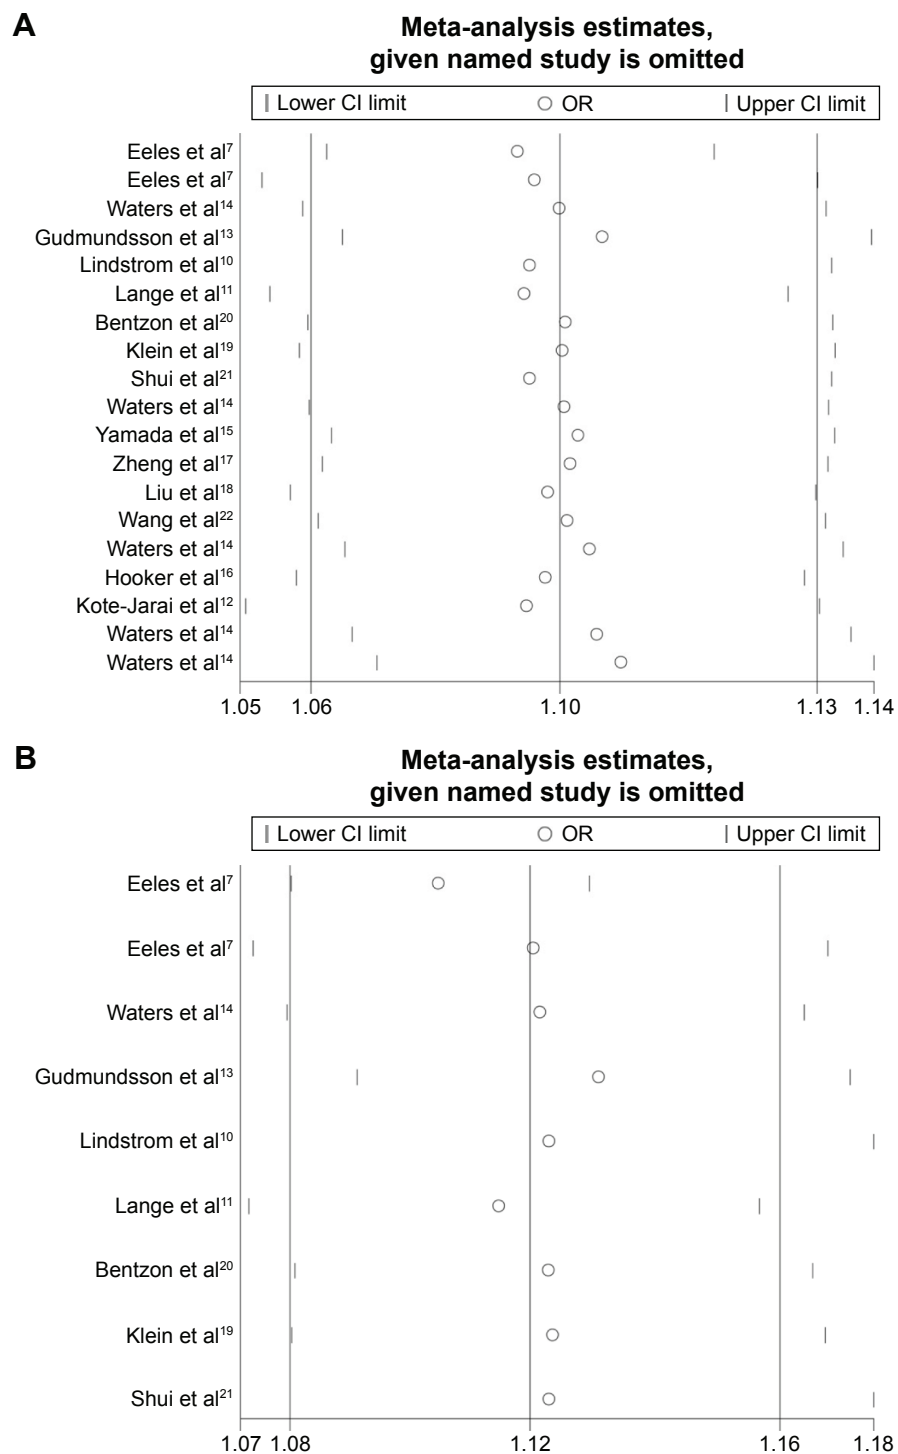 A
Meta-analysis estimates,
given named study is omitted
Lower CI limit OR Upper CI limit
Eeles et al⁷
Eeles et al⁷
Waters et al¹⁴
Gudmundsson et al¹³
Lindstrom et al¹⁰
Lange et al¹¹
Bentzon et al²⁰
Klein et al¹⁹
Shui et al²¹
Waters et al¹⁴
Yamada et al¹⁵
Zheng et al¹⁷
Liu et al¹⁸
Wang et al²²
Waters et al¹⁴
Hooker et al¹⁶
Kote-Jarai et al¹²
Waters et al¹⁴
Waters et al¹⁴
1.05 1.06 1.10 1.13 1.14
B
Meta-analysis estimates,
given named study is omitted
Lower CI limit OR Upper CI limit
Eeles et al⁷
Eeles et al⁷
Waters et al¹⁴
Gudmundsson et al¹³
Lindstrom et al¹⁰
Lange et al¹¹
Bentzon et al²⁰
Klein et al¹⁹
Shui et al²¹
1.07 1.08 1.12 1.16 1.18